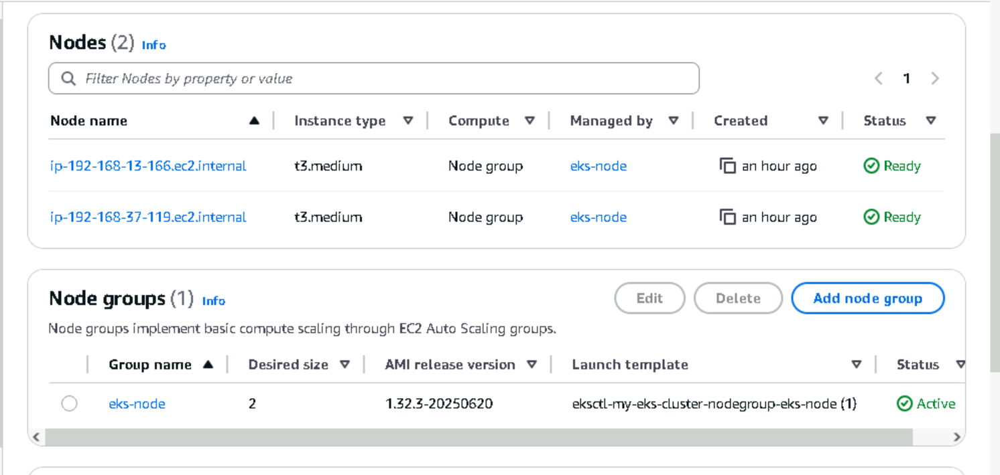 Nodes (2) Info
Filter Nodes by property or value
1
Node name Instance type Compute Managed by Created Status
ip-192-168-13-166.ec2.internal t3.medium Node group eks-node an hour ago Ready
ip-192-168-37-119.ec2.internal t3.medium Node group eks-node an hour ago Ready
Node groups (1) Info
Edit Delete Add node group
Node groups implement basic compute scaling through EC2 Auto Scaling groups.
Group name Desired size AMI release version Launch template Status
eks-node 2 1.32.3-20250620 eksctl-my-eks-cluster-nodegroup-eks-node (1) Active